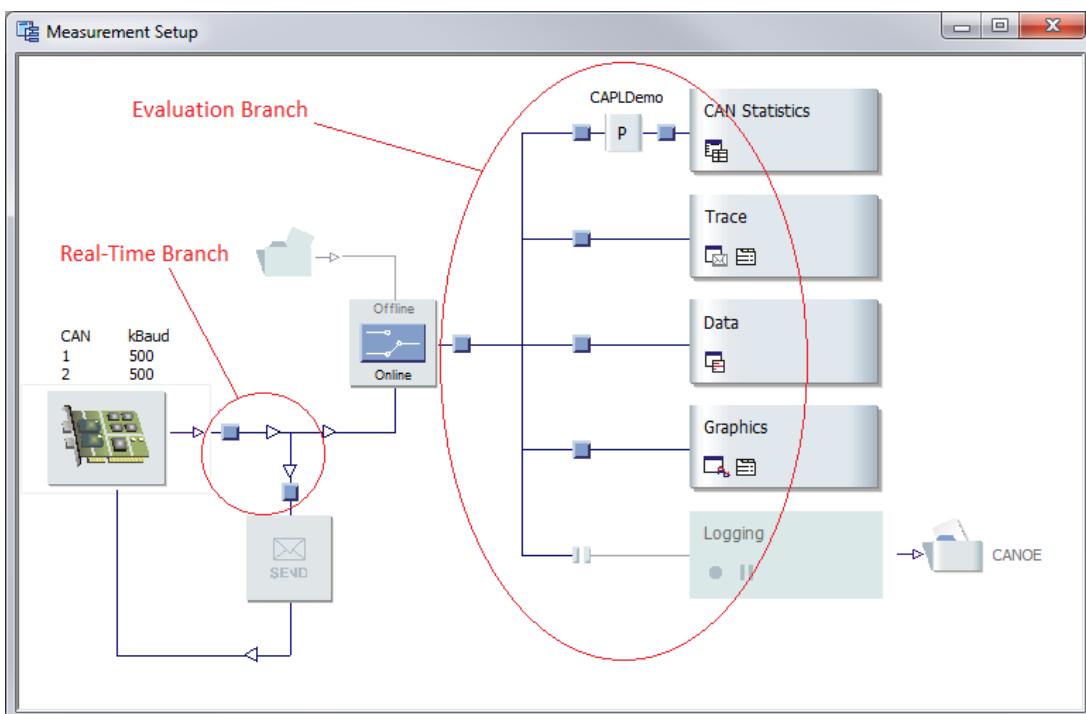 Measurement Setup
Evaluation Branch
CAPLDemo
P
CAN Statistics
Trace
Real-Time Branch
Offline
Online
Data
CAN kBaud
1 500
2 500
Graphics
SEND
Logging
CANOE